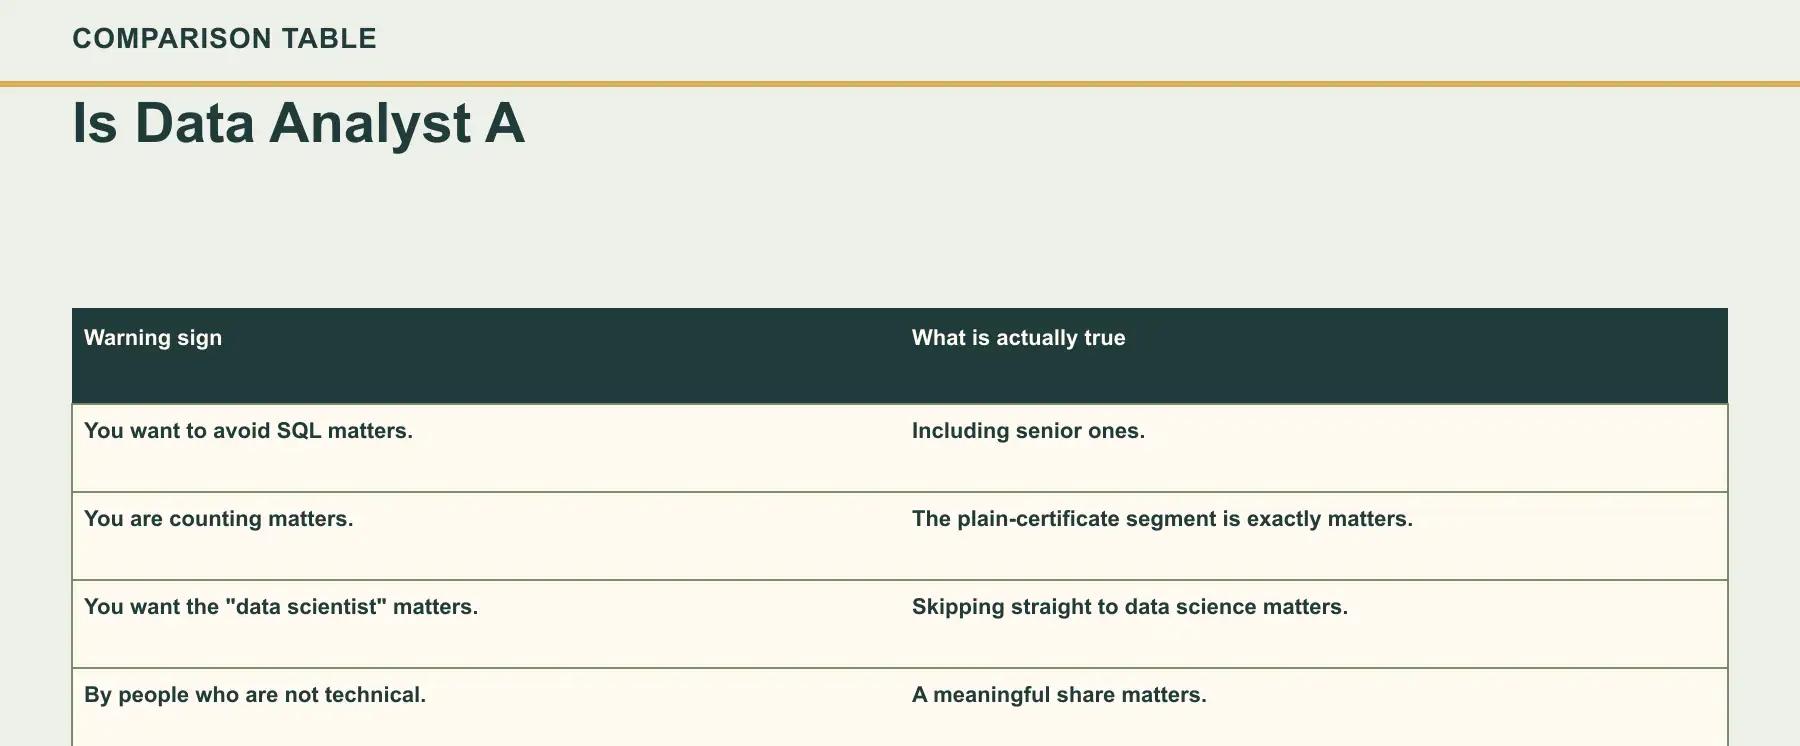 COMPARISON TABLE
Is Data Analyst A
Warning sign
What is actually true
You want to avoid SQL matters.
Including senior ones.
You are counting matters.
The plain-certificate segment is exactly matters.
You want the "data scientist" matters.
Skipping straight to data science matters.
By people who are not technical.
A meaningful share matters.